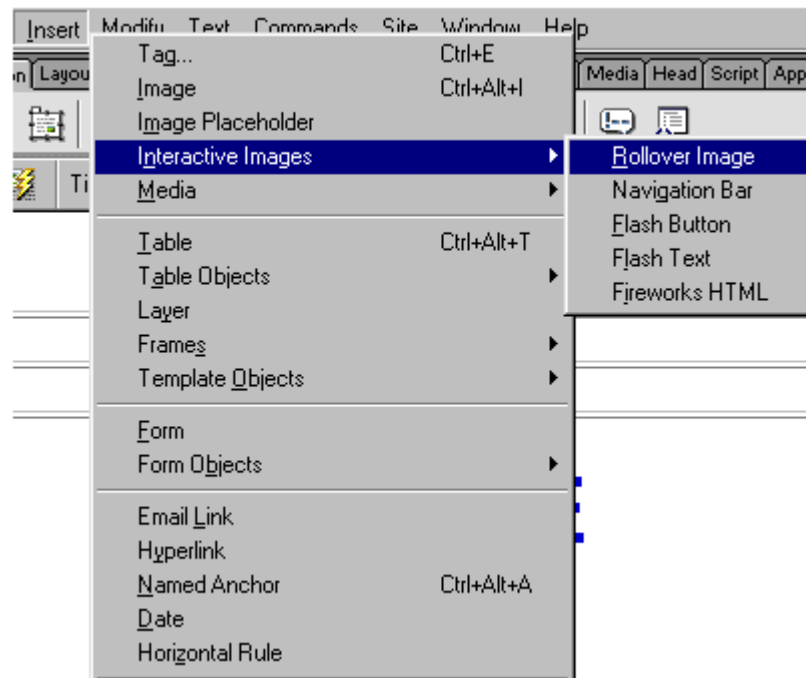 Insert Modify Text Commands Site Window Help
on Layou Media Head Script App
Tag... Ctrl+E
Image Ctrl+Alt+I
Image Placeholder
Interactive Images
Media
Ti
Table Ctrl+Alt+T
Table Objects
Layer
Frames
Template Objects
Form
Form Objects
Email Link
Hyperlink
Named Anchor Ctrl+Alt+A
Date
Horizontal Rule
Rollover Image
Navigation Bar
Flash Button
Flash Text
Fireworks HTML